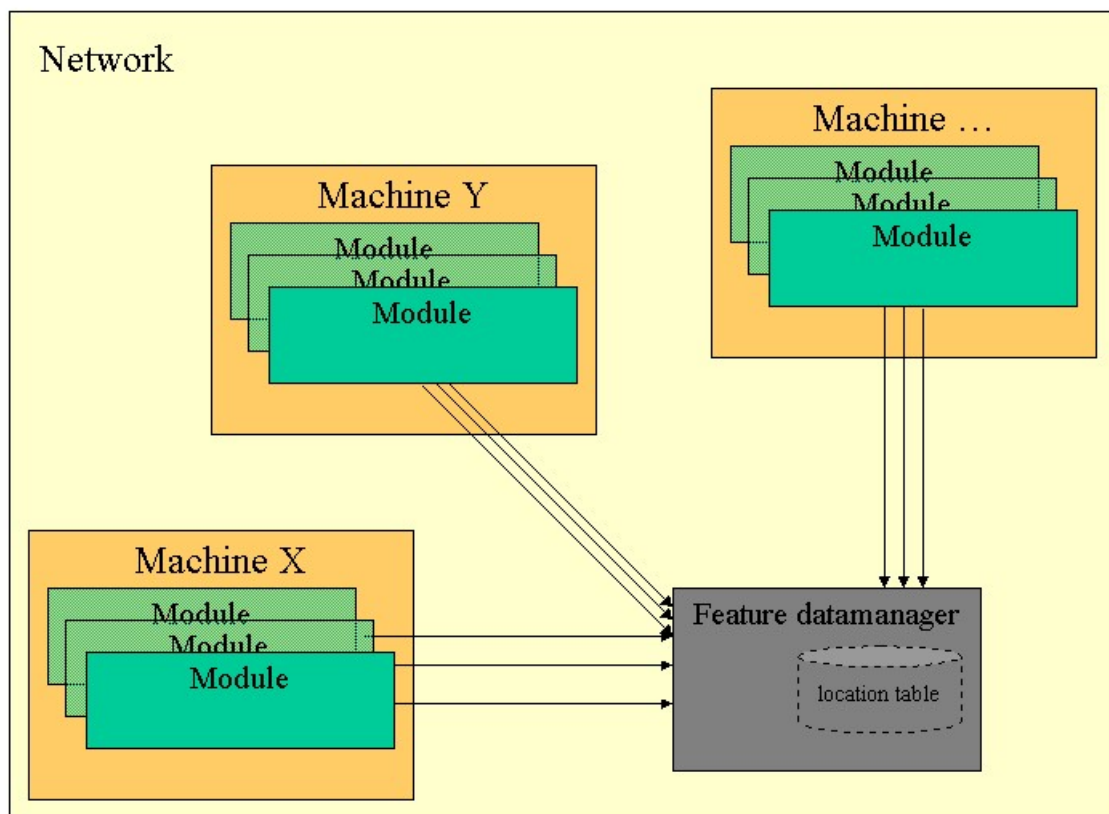 Network
Machine …
Module
Module
Module
Machine Y
Module
Module
Module
Machine X
Module
Module
Module
Feature datamanager
location table